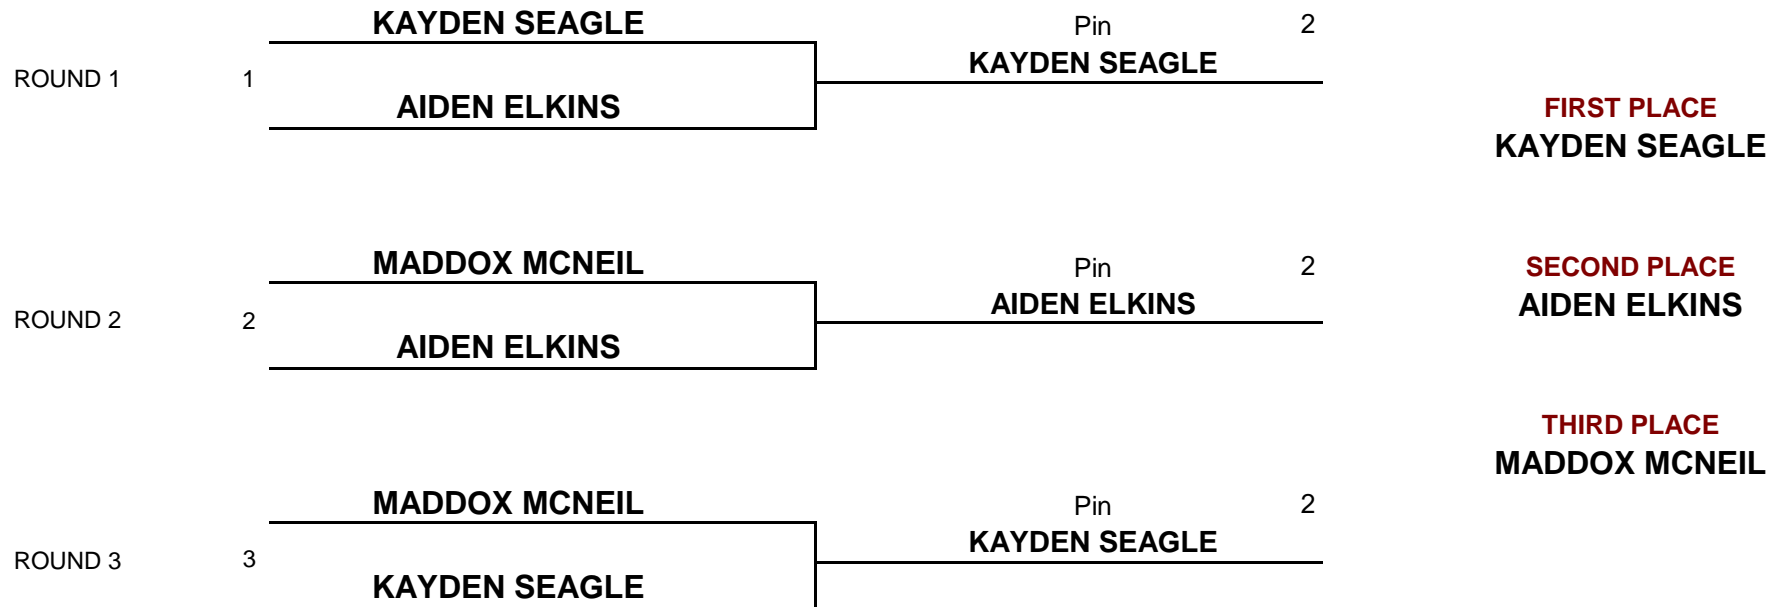 KAYDEN SEAGLE
Pin 2
KAYDEN SEAGLE
ROUND 1 1
AIDEN ELKINS
FIRST PLACE
KAYDEN SEAGLE
MADDOX MCNEIL
Pin 2
SECOND PLACE
AIDEN ELKINS
AIDEN ELKINS
ROUND 2 2
AIDEN ELKINS
THIRD PLACE
MADDOX MCNEIL
MADDOX MCNEIL
Pin 2
KAYDEN SEAGLE
ROUND 3 3
KAYDEN SEAGLE